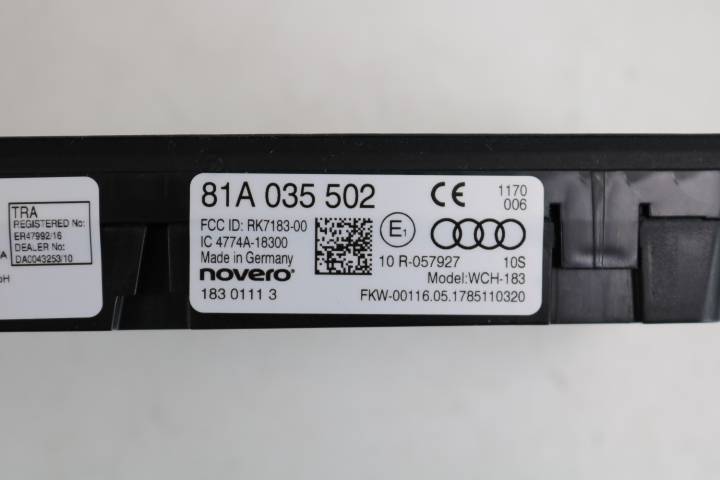 TRA
REGISTERED No:
ER47992/16
DEALER No:
DA0043253/10
81A 035 502
CE
1170
006
FCC ID: RK7183-00
IC 4774A-18300
Made in Germany
novero
183 0111 3
E1
10 R-057927
10S
Model:WCH-183
FKW-00116.05.1785110320